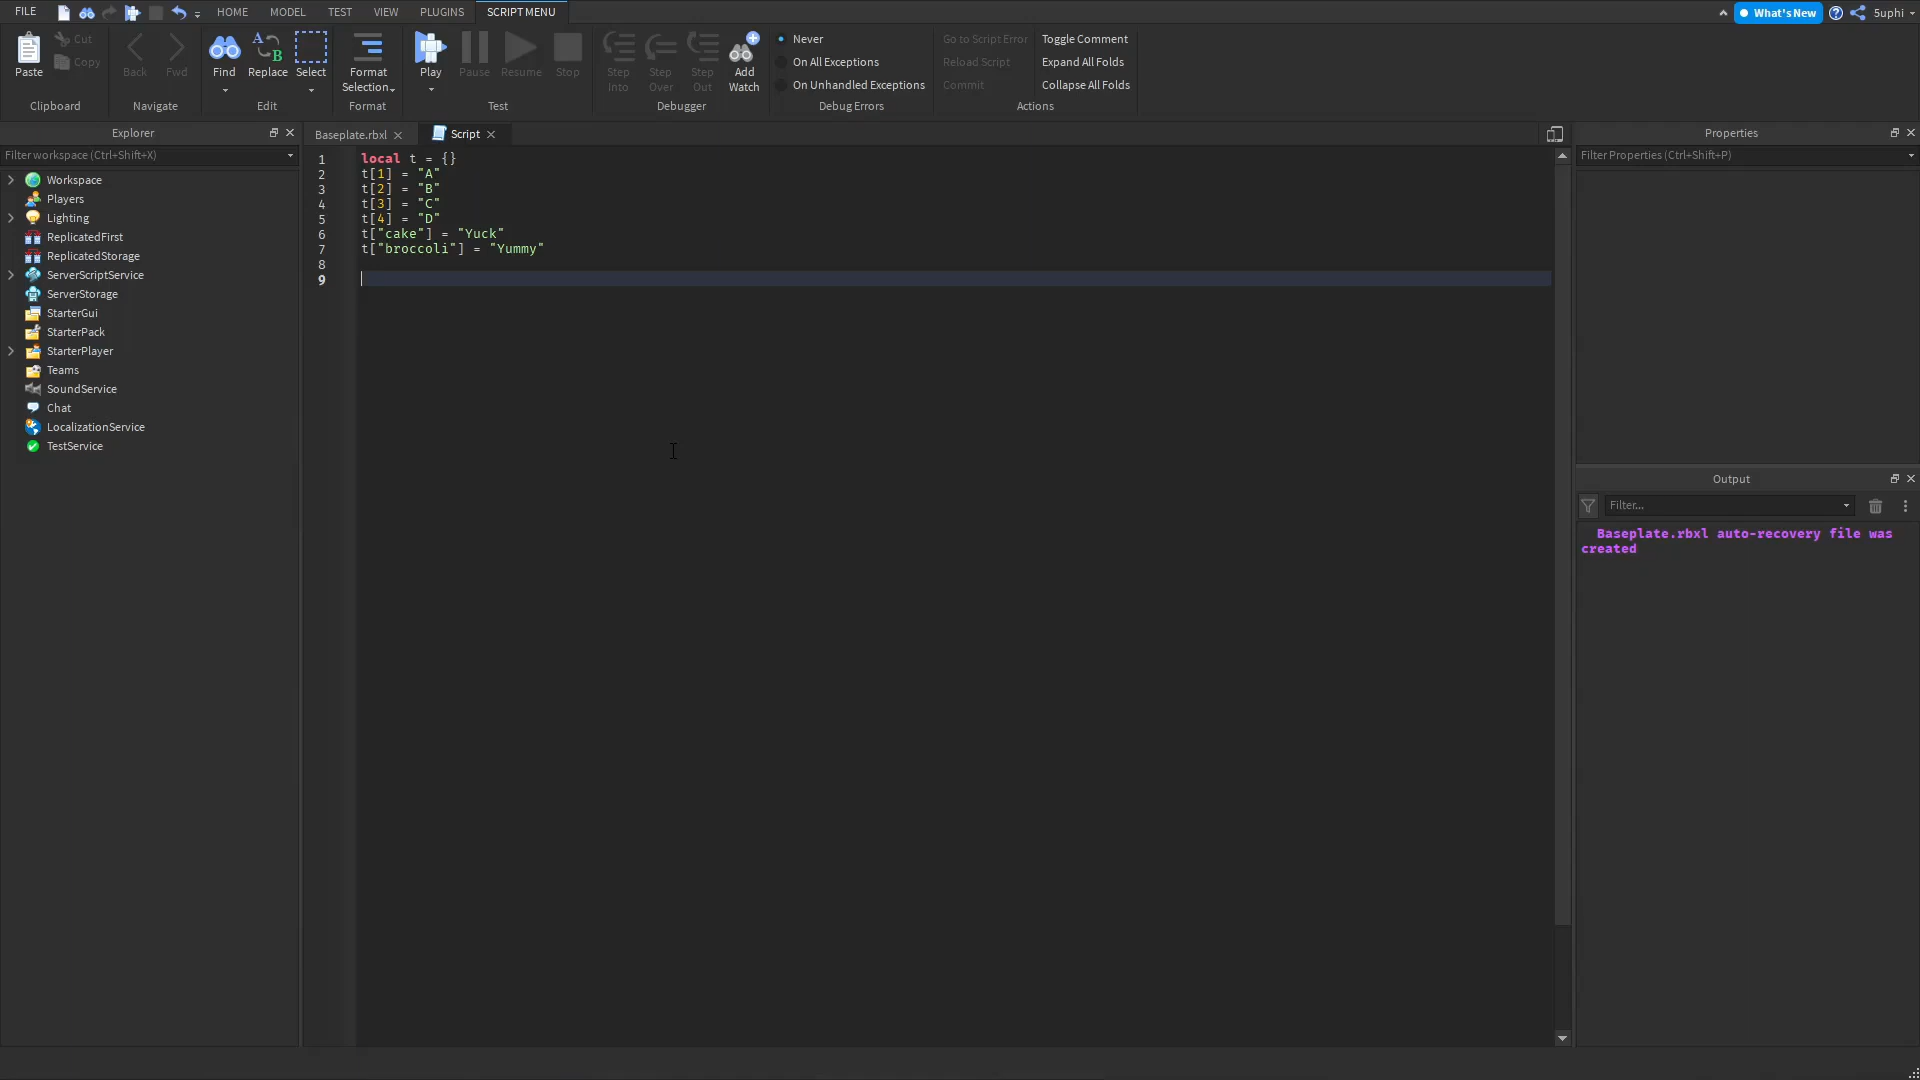 FILE HOME MODEL TEST VIEW PLUGINS SCRIPT MENU What's New 5uphi
Paste Cut Copy Back Fwd Find Replace Select Format Selection Play Pause Resume Stop Step Into Step Over Step Out Add Watch
Never
On All Exceptions
On Unhandled Exceptions
Go to Script Error
Reload Script
Commit
Toggle Comment
Expand All Folds
Collapse All Folds
Clipboard Navigate Edit Format Test Debugger Debug Errors Actions
Explorer
Filter workspace (Ctrl+Shift+X)
Workspace
Players
Lighting
ReplicatedFirst
ReplicatedStorage
ServerScriptService
ServerStorage
StarterGui
StarterPack
StarterPlayer
Teams
SoundService
Chat
LocalizationService
TestService
Baseplate.rbxl Script
1 local t = {}
2 t[1] = "A"
3 t[2] = "B"
4 t[3] = "C"
5 t[4] = "D"
6 t["cake"] = "Yuck"
7 t["broccoli"] = "Yummy"
8
9
Properties
Filter Properties (Ctrl+Shift+P)
Output
Filter...
Baseplate.rbxl auto-recovery file was
created